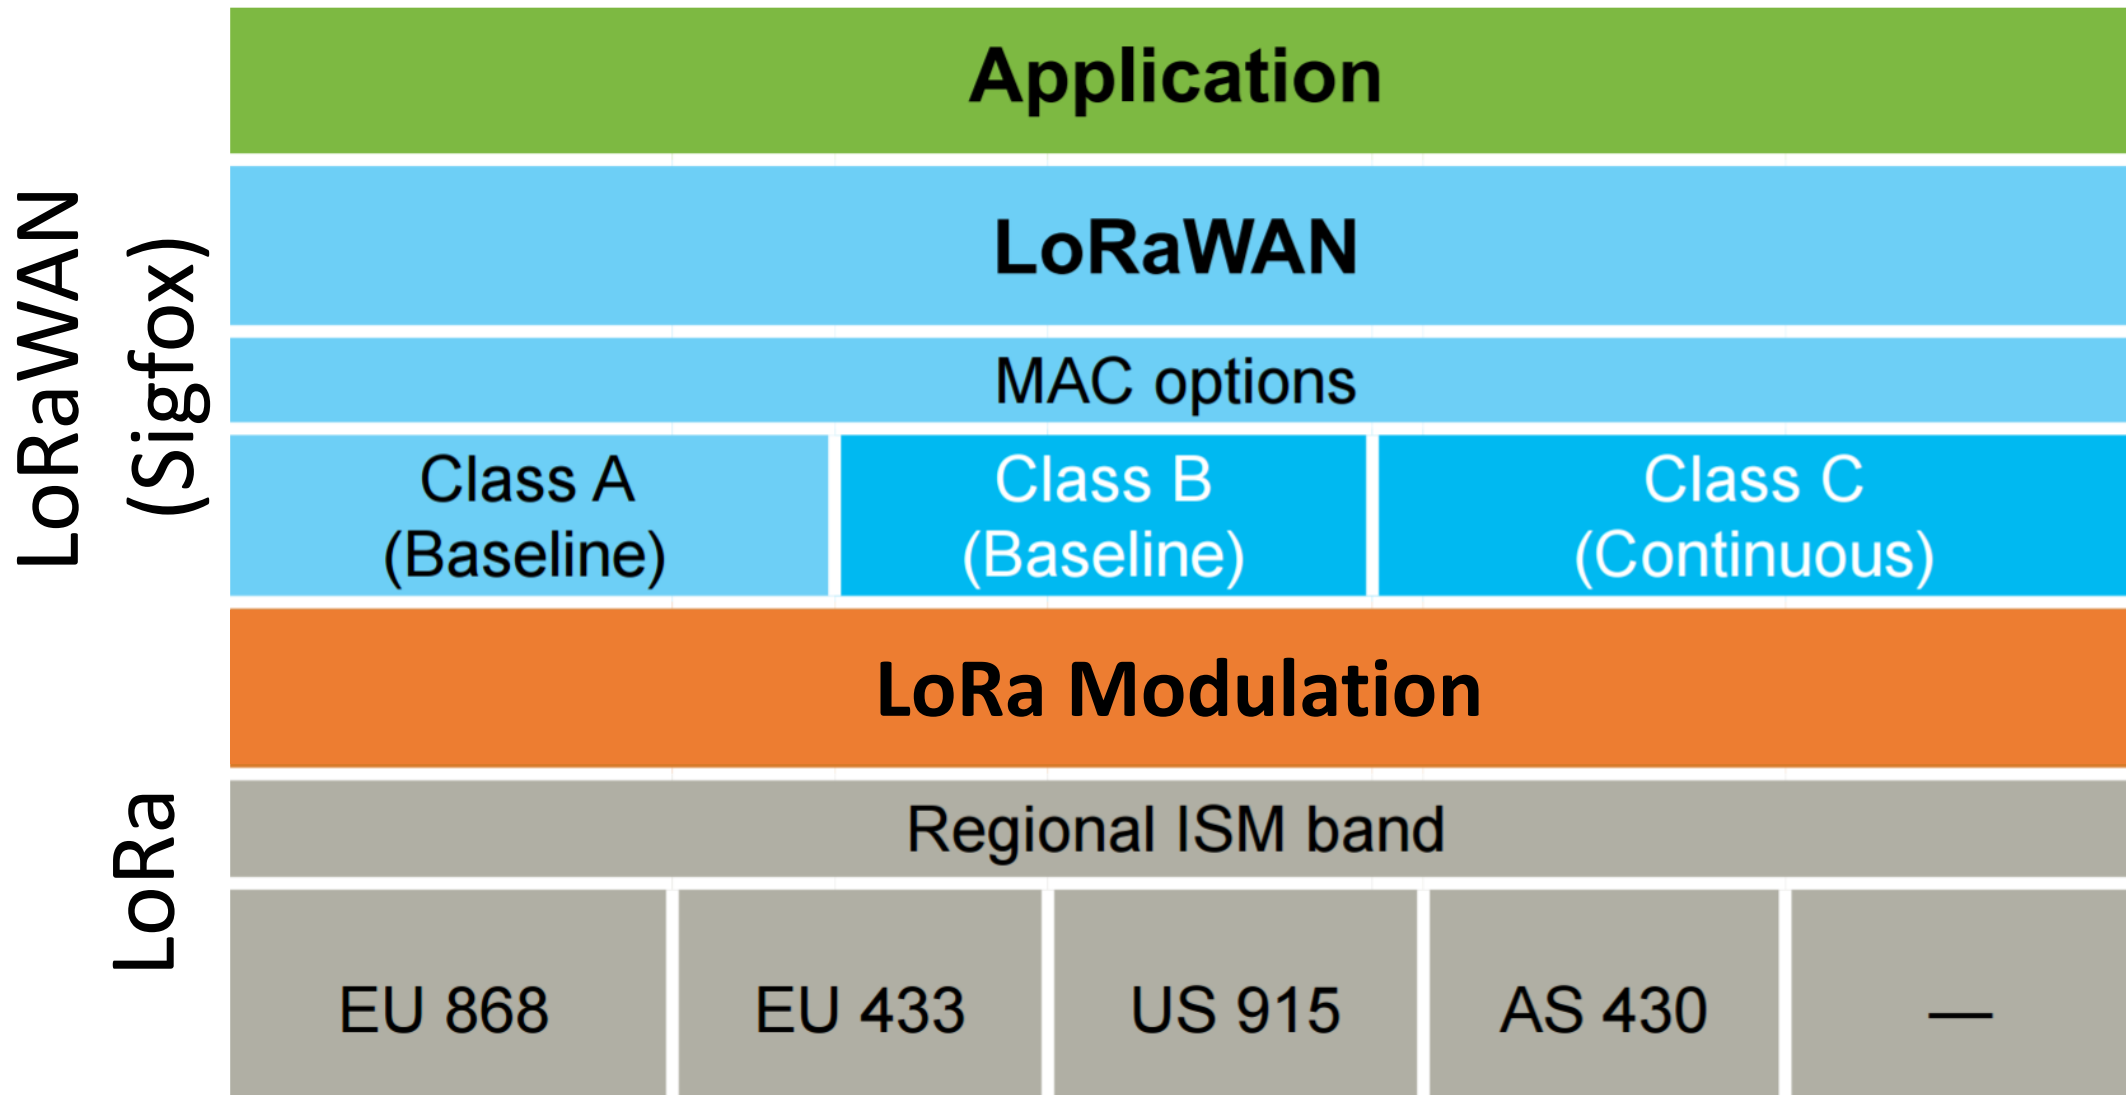 Application
LoRaWAN
(Sigfox)
LoRaWAN
MAC options
Class A
(Baseline)
Class B
(Baseline)
Class C
(Continuous)
LoRa Modulation
LoRa
Regional ISM band
EU 868
EU 433
US 915
AS 430
—